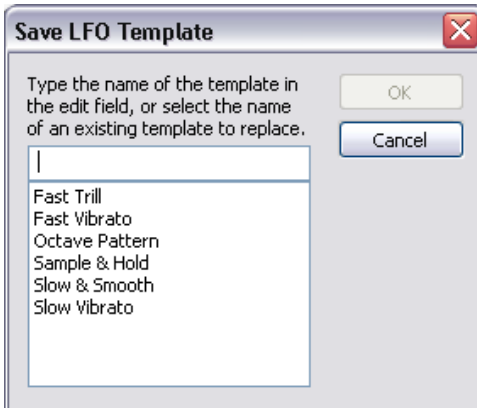 Save LFO Template
Type the name of the template in
the edit field, or select the name
of an existing template to replace.
OK
Cancel
Fast Trill
Fast Vibrato
Octave Pattern
Sample & Hold
Slow & Smooth
Slow Vibrato